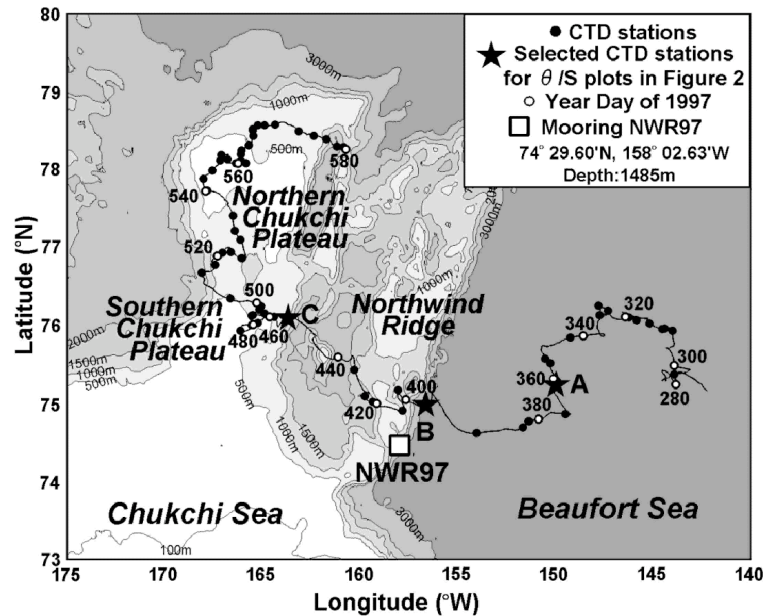 80
79
78
77
76
75
74
73
Latitude (°N)
175
170
165
160
155
150
145
140
Longitude (°W)
CTD stations
Selected CTD stations
for θ /S plots in Figure 2
Year Day of 1997
Mooring NWR97
74° 29.60'N, 158° 02.63'W
Depth:1485m
3000m
1000m
500m
580
560
540
Northern
Chukchi
Plateau
520
500
Southern
Chukchi
Plateau
480
460
C
Northwind
Ridge
1000m
3000m
2000m
1500m
1000m
500m
440
420
400
B
NWR97
500m
1000m
1500m
320
340
300
360
A
280
380
Chukchi Sea
Beaufort Sea
100m
3000m